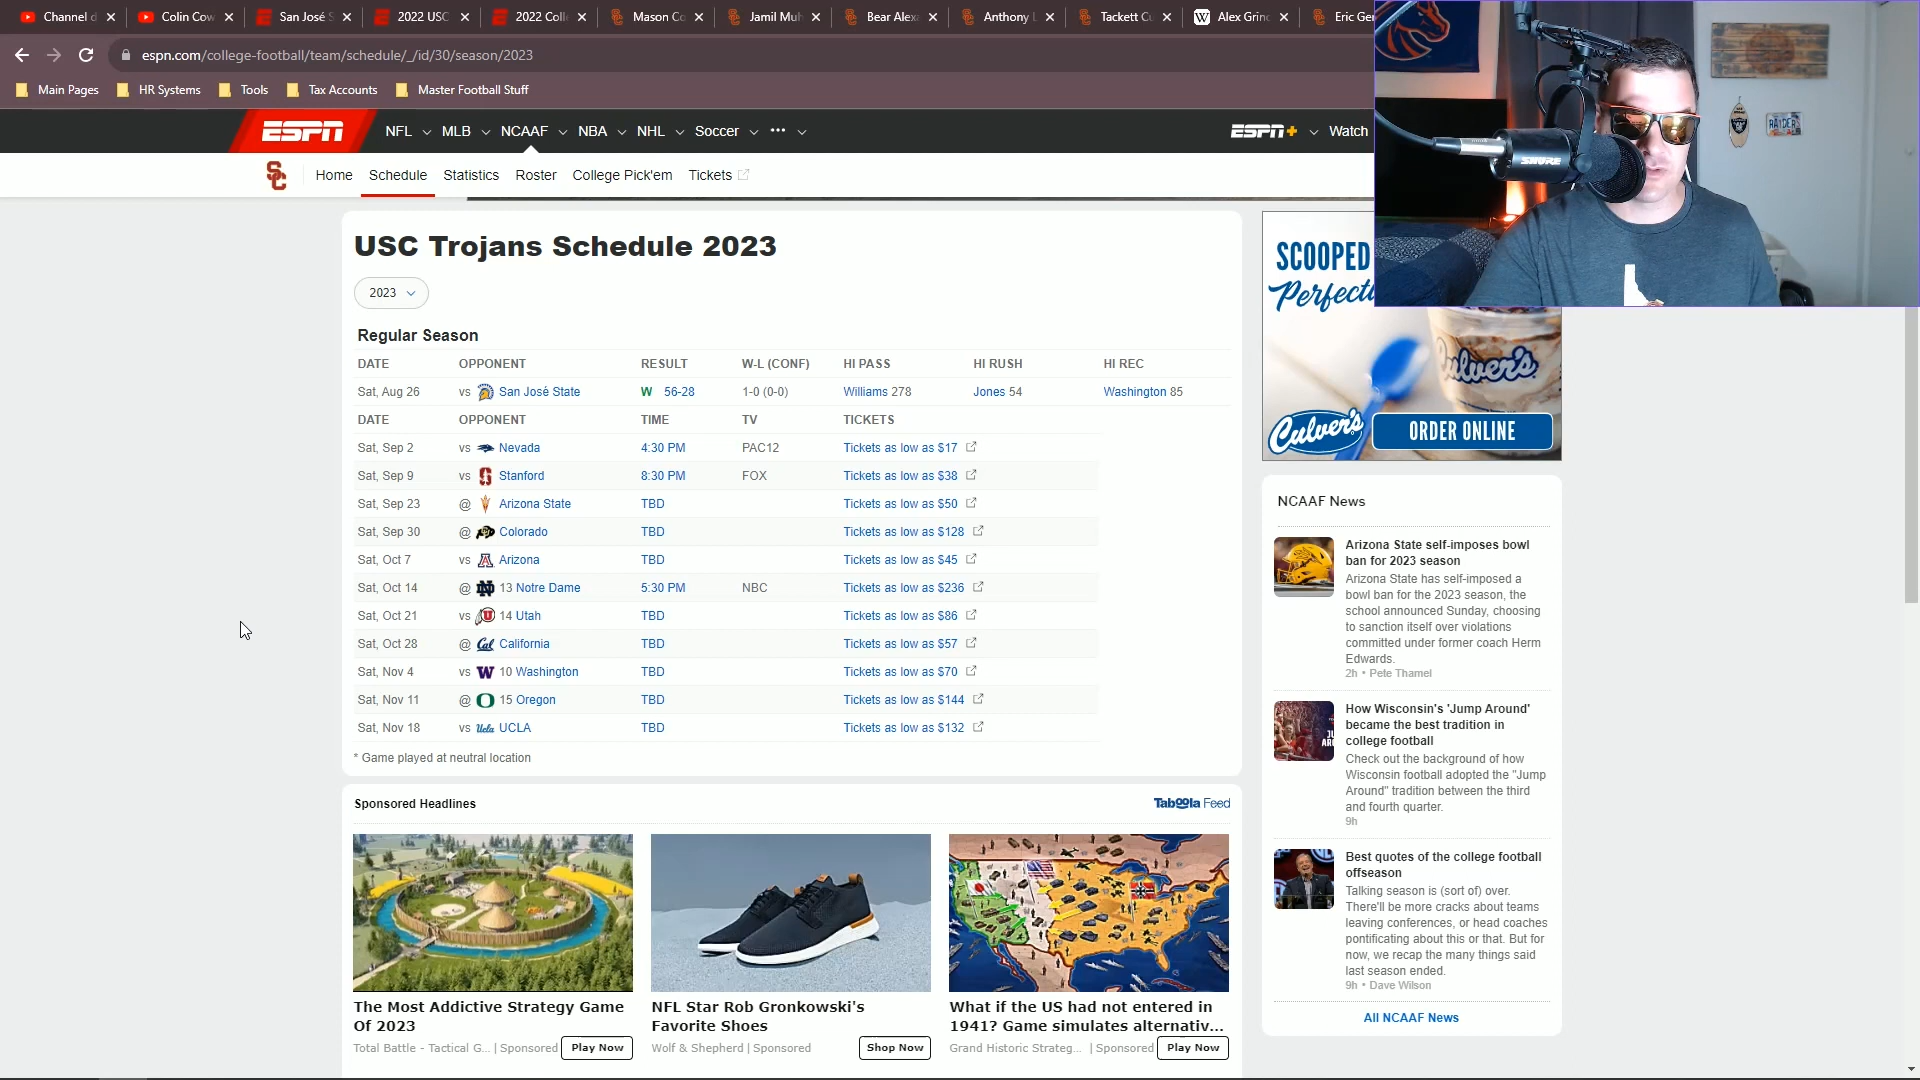 Channel d
Colin Cow
San José S
2022 USC
2022 Coll
Mason Co
Jamil Muh
Bear Alex
Anthony L
Tackett Cu
Alex Grin
Eric Ge
espn.com/college-football/team/schedule/_/id/30/season/2023
Main Pages
HR Systems
Tools
Tax Accounts
Master Football Stuff
ESPN
NFL
MLB
NCAAF
NBA
NHL
Soccer
ESPN+
Watch
SC
Home
Schedule
Statistics
Roster
College Pick'em
Tickets
SHURE
RAIDERS
USC Trojans Schedule 2023
2023
Regular Season
DATE OPPONENT RESULT W-L (CONF) HI PASS HI RUSH HI REC
Sat, Aug 26 vs San José State W 56-28 1-0 (0-0) Williams 278 Jones 54 Washington 85
DATE OPPONENT TIME TV TICKETS
Sat, Sep 2 vs Nevada 4:30 PM PAC12 Tickets as low as $17
Sat, Sep 9 vs Stanford 8:30 PM FOX Tickets as low as $38
Sat, Sep 23 @ Arizona State TBD Tickets as low as $50
Sat, Sep 30 @ Colorado TBD Tickets as low as $128
Sat, Oct 7 vs Arizona TBD Tickets as low as $45
Sat, Oct 14 @ 13 Notre Dame 5:30 PM NBC Tickets as low as $236
Sat, Oct 21 vs 14 Utah TBD Tickets as low as $86
Sat, Oct 28 @ Cal California TBD Tickets as low as $57
Sat, Nov 4 vs W 10 Washington TBD Tickets as low as $70
Sat, Nov 11 @ 15 Oregon TBD Tickets as low as $144
Sat, Nov 18 vs Ucla UCLA TBD Tickets as low as $132
* Game played at neutral location
SCOOPED
Perfect
Culver's
Culver's
ORDER ONLINE
NCAAF News
Arizona State self-imposes bowl
ban for 2023 season
Arizona State has self-imposed a
bowl ban for the 2023 season, the
school announced Sunday, choosing
to sanction itself over violations
committed under former coach Herm
Edwards.
2h • Pete Thamel
How Wisconsin's 'Jump Around'
became the best tradition in
college football
Check out the background of how
Wisconsin football adopted the "Jump
Around" tradition between the third
and fourth quarter.
9h
Best quotes of the college football
offseason
Talking season is (sort of) over.
There'll be more cracks about teams
leaving conferences, or head coaches
pontificating about this or that. But for
now, we recap the many things said
last season ended.
9h • Dave Wilson
All NCAAF News
Sponsored Headlines
Taboola Feed
The Most Addictive Strategy Game
Of 2023
Total Battle - Tactical G... | Sponsored
Play Now
NFL Star Rob Gronkowski's
Favorite Shoes
Wolf & Shepherd | Sponsored
Shop Now
What if the US had not entered in
1941? Game simulates alternativ...
Grand Historic Strateg... | Sponsored
Play Now